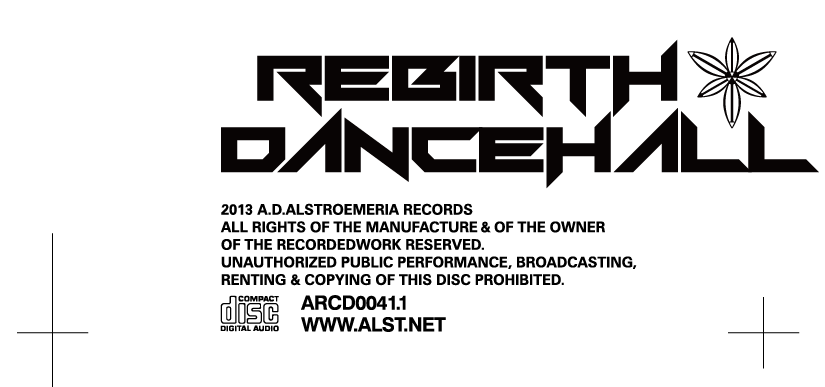 REBIRTH
DANCEHALL
2013 A.D.ALSTROEMERIA RECORDS
ALL RIGHTS OF THE MANUFACTURE & OF THE OWNER
OF THE RECORDEDWORK RESERVED.
UNAUTHORIZED PUBLIC PERFORMANCE, BROADCASTING,
RENTING & COPYING OF THIS DISC PROHIBITED.
COMPACT
disc
DIGITAL AUDIO
ARCD0041.1
WWW.ALST.NET